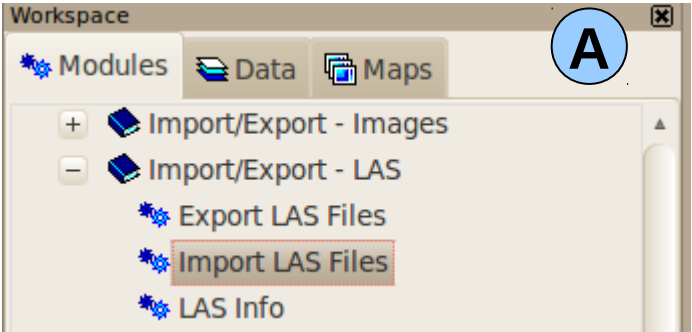 Workspace
A
Modules
Data
Maps
Import/Export - Images
Import/Export - LAS
Export LAS Files
Import LAS Files
LAS Info